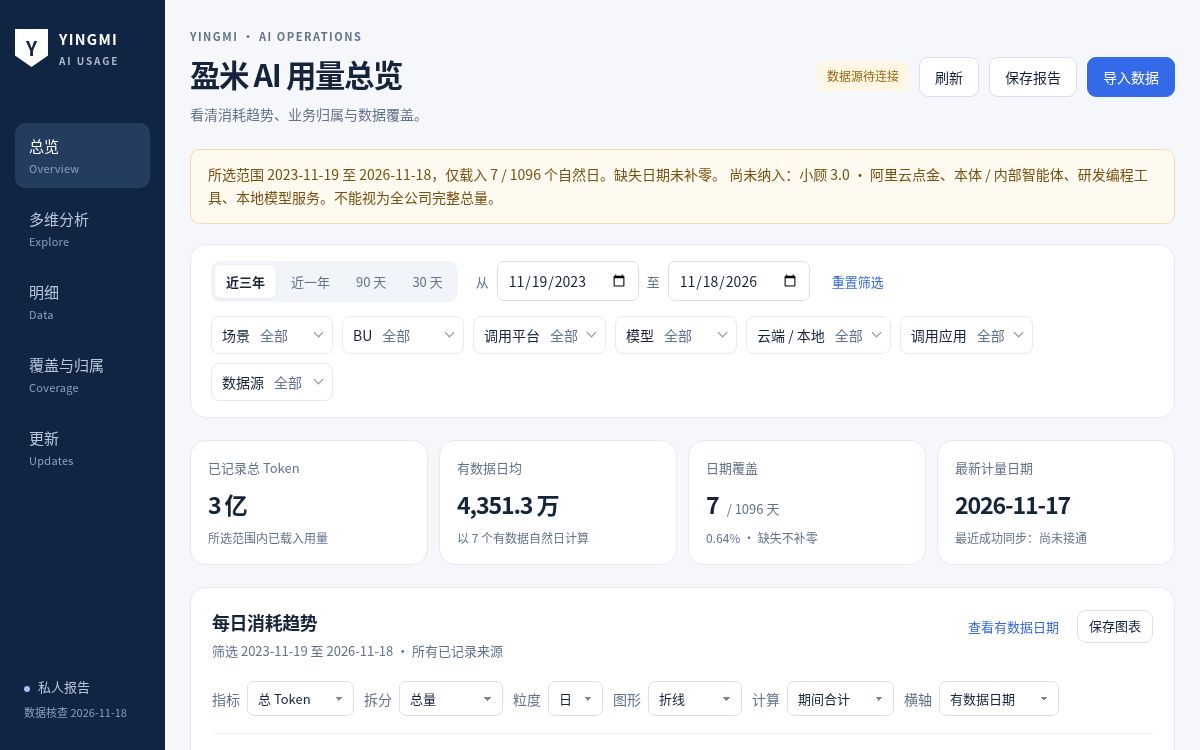 Y
YINGMI
AI USAGE
总览
Overview
多维分析
Explore
明细
Data
覆盖与归属
Coverage
更新
Updates
私人报告
数据核查 2026-11-18
YINGMI · AI OPERATIONS
盈米 AI 用量总览
看清消耗趋势、业务归属与数据覆盖。
数据源待连接 刷新 保存报告 导入数据
所选范围 2023-11-19 至 2026-11-18，仅载入 7 / 1096 个自然日。缺失日期未补零。 尚未纳入：小顾 3.0 · 阿里云点金、本体 / 内部智能体、研发编程工
具、本地模型服务。不能视为全公司完整总量。
近三年 近一年 90 天 30 天 从 11/19/2023 至 11/18/2026 重置筛选
场景 全部 BU 全部 调用平台 全部 模型 全部 云端 / 本地 全部 调用应用 全部
数据源 全部
已记录总 Token
3 亿
所选范围内已载入用量
有数据日均
4,351.3 万
以 7 个有数据自然日计算
日期覆盖
7 / 1096 天
0.64% · 缺失不补零
最新计量日期
2026-11-17
最近成功同步：尚未接通
每日消耗趋势
筛选 2023-11-19 至 2026-11-18 · 所有已记录来源
查看有数据日期 保存图表
指标 总 Token 拆分 总量 粒度 日 图形 折线 计算 期间合计 横轴 有数据日期